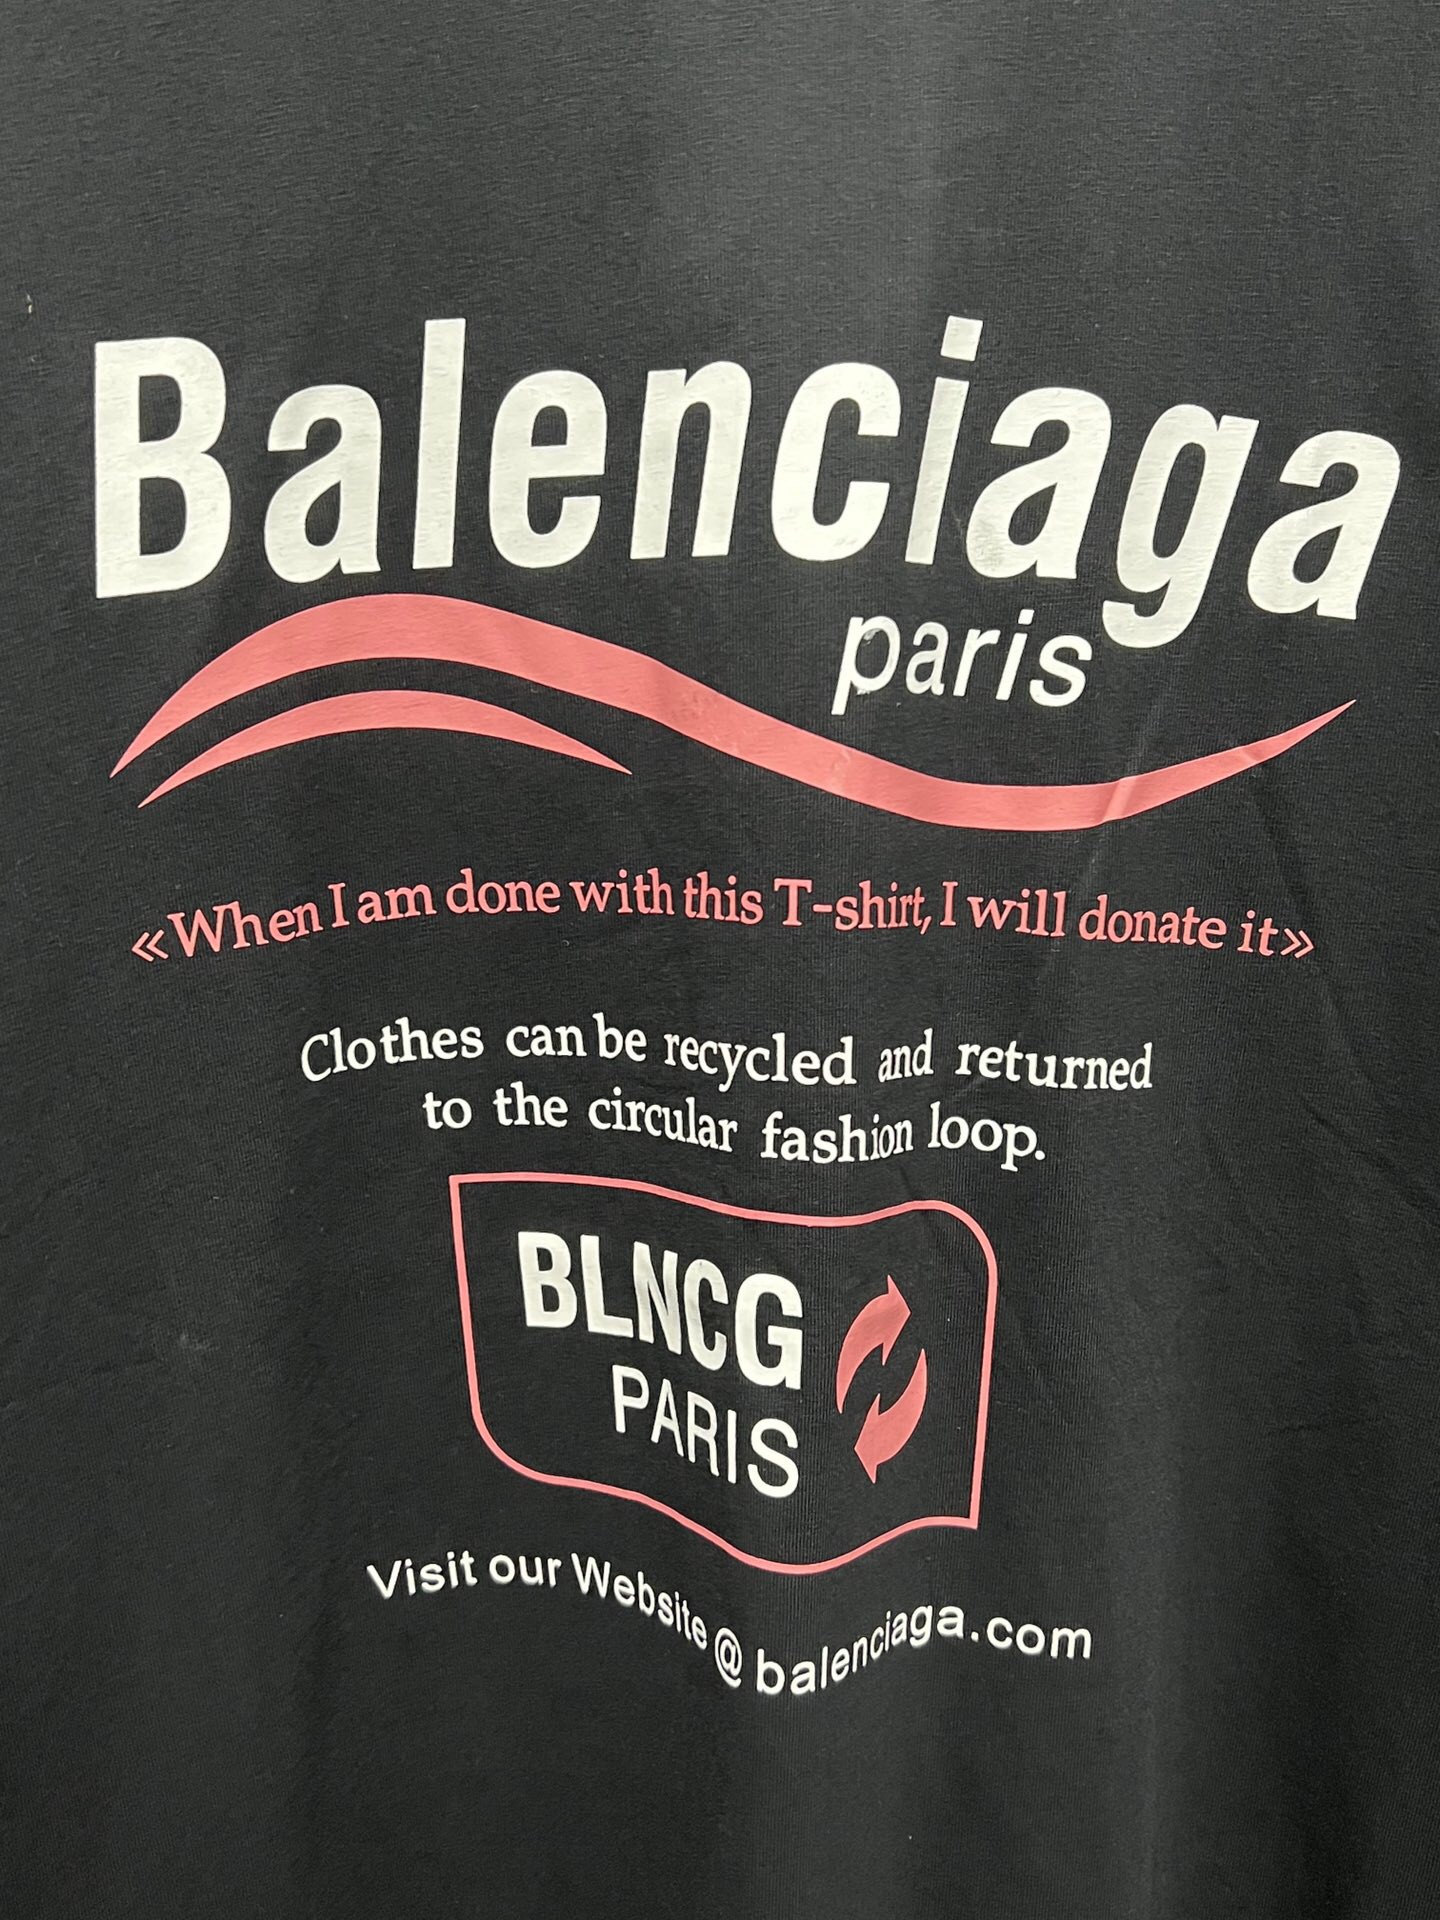 Balenciaga
paris
«When I am done with this T-shirt, I will donate it»
Clothes can be recycled and returned
to the circular fashion loop.
BLNCG
PARIS
Visit our Website@balenciaga.com